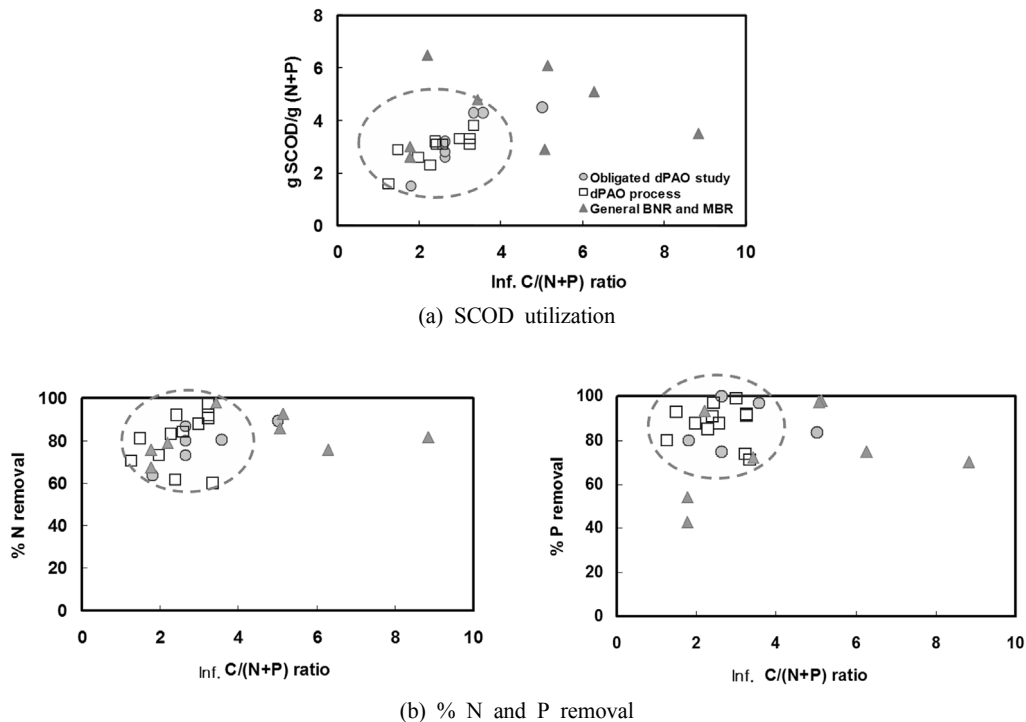 8
6
4
2
0
g SCOD/g (N+P)
Obligated dPAO study
dPAO process
General BNR and MBR
0 2 4 6 8 10
Inf. C/(N+P) ratio
(a) SCOD utilization
100
80
60
40
20
0
% N removal
0 2 4 6 8 10
Inf. C/(N+P) ratio
100
80
60
40
20
0
% P removal
0 2 4 6 8 10
Inf. C/(N+P) ratio
(b) % N and P removal